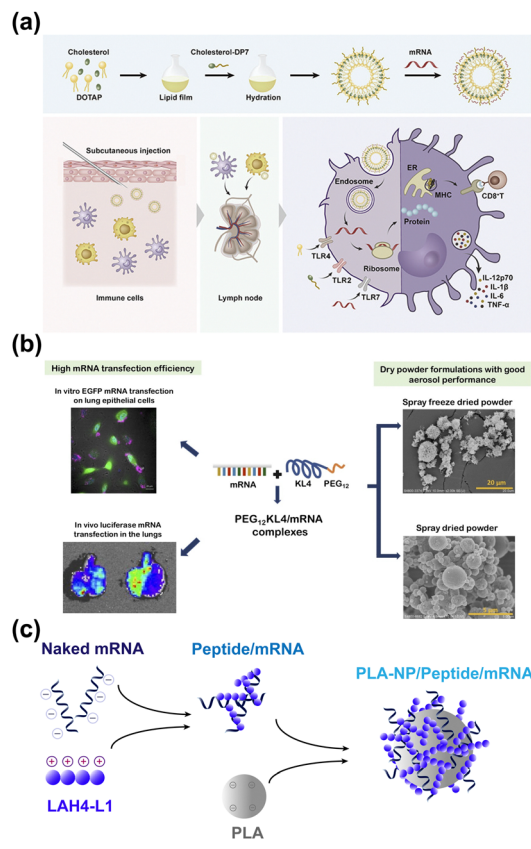 (a)
Cholesterol
Cholesterol-DP7
mRNA
DOTAP
Lipid film
Hydration
Subcutaneous injection
Immune cells
Lymph node
Endosome
ER
MHC
CD8+T
Protein
Ribosome
TLR4
TLR2
TLR7
IL-12p70
IL-1β
IL-6
TNF-α
(b)
High mRNA transfection efficiency
Dry powder formulations with good
aerosol performance
In vitro EGFP mRNA transfection
on lung epithelial cells
Spray freeze dried powder
20 μm
mRNA
KL4
PEG12
PEG12KL4/mRNA
complexes
In vivo luciferase mRNA
transfection in the lungs
Spray dried powder
(c)
Naked mRNA
Peptide/mRNA
PLA-NP/Peptide/mRNA
LAH4-L1
PLA